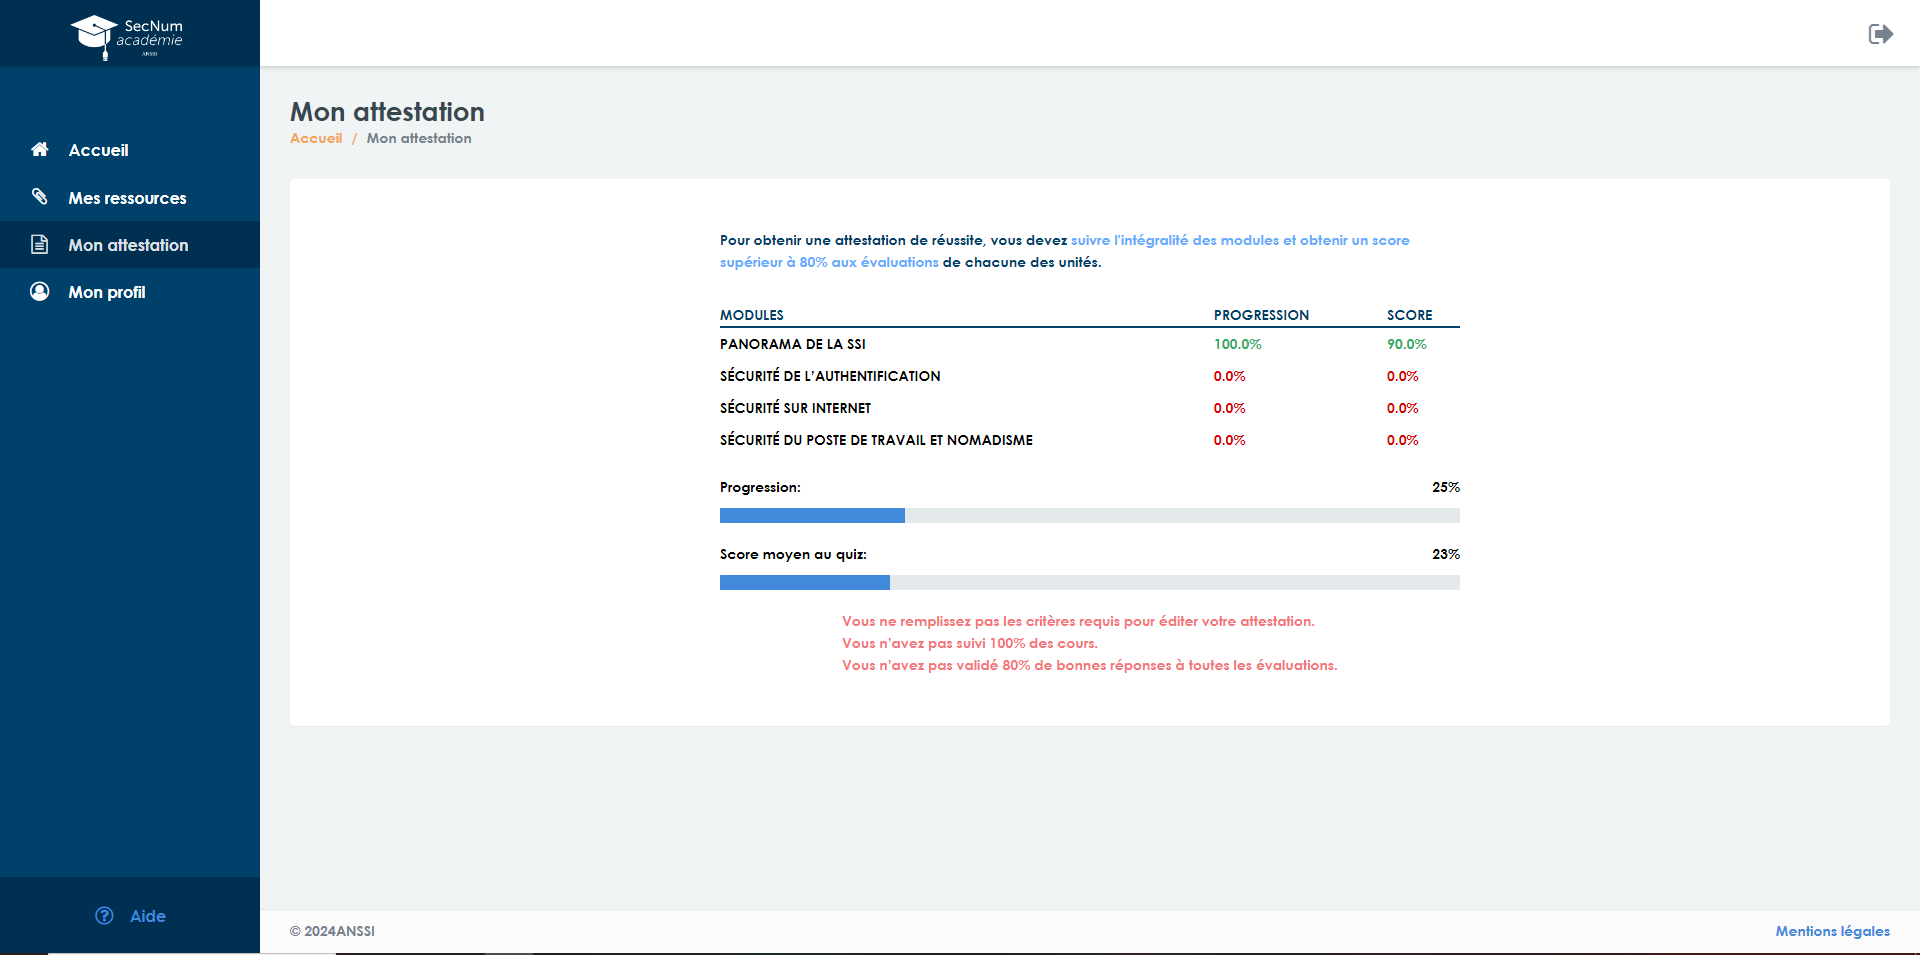 SecNum
académie
ANSSI
Accueil
Mes ressources
Mon attestation
Mon profil
Aide
Mon attestation
Accueil / Mon attestation
Pour obtenir une attestation de réussite, vous devez suivre l'intégralité des modules et obtenir un score
supérieur à 80% aux évaluations de chacune des unités.
MODULES PROGRESSION SCORE
PANORAMA DE LA SSI 100.0% 90.0%
SÉCURITÉ DE L'AUTHENTIFICATION 0.0% 0.0%
SÉCURITÉ SUR INTERNET 0.0% 0.0%
SÉCURITÉ DU POSTE DE TRAVAIL ET NOMADISME 0.0% 0.0%
Progression: 25%
Score moyen au quiz: 23%
Vous ne remplissez pas les critères requis pour éditer votre attestation.
Vous n'avez pas suivi 100% des cours.
Vous n'avez pas validé 80% de bonnes réponses à toutes les évaluations.
© 2024ANSSI
Mentions légales